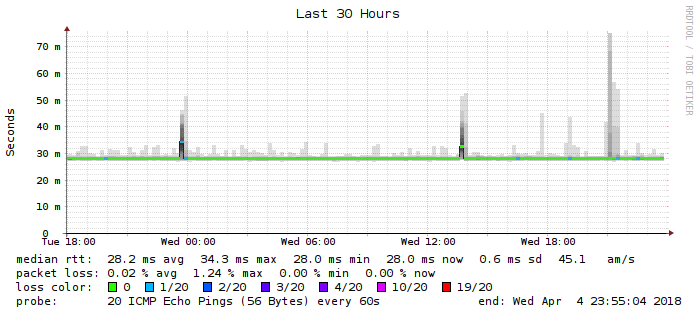 Last 30 Hours
RRDTOOL / TOBI OETIKER
Seconds
70 m
60 m
50 m
40 m
30 m
20 m
10 m
0
Tue 18:00 Wed 00:00 Wed 06:00 Wed 12:00 Wed 18:00
median rtt: 28.2 ms avg 34.3 ms max 28.0 ms min 28.0 ms now 0.6 ms sd 45.1 am/s
packet loss: 0.02 % avg 1.24 % max 0.00 % min 0.00 % now
loss color: 0 1/20 2/20 3/20 4/20 10/20 19/20
probe: 20 ICMP Echo Pings (56 Bytes) every 60s end: Wed Apr 4 23:55:04 2018